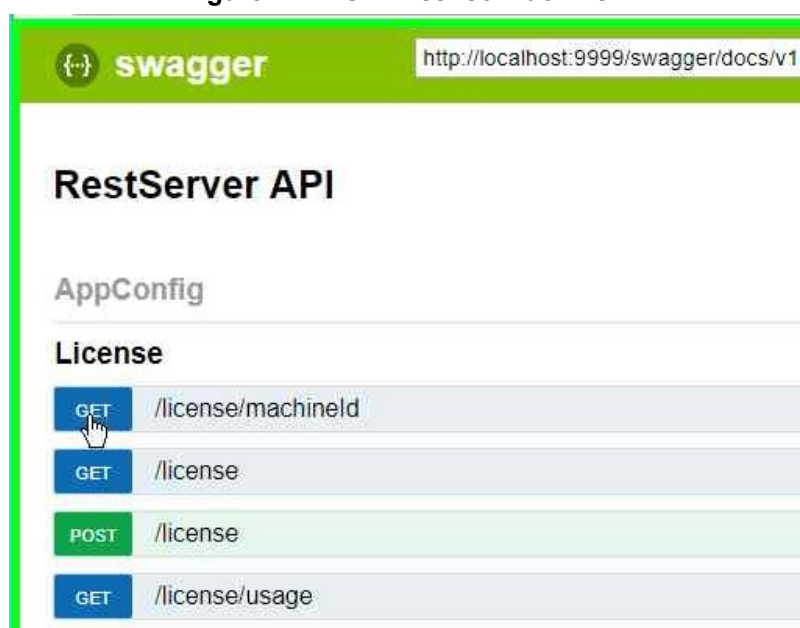 swagger
http://localhost:9999/swagger/docs/v1
RestServer API
AppConfig
License
GET /license/machineId
GET /license
POST /license
GET /license/usage